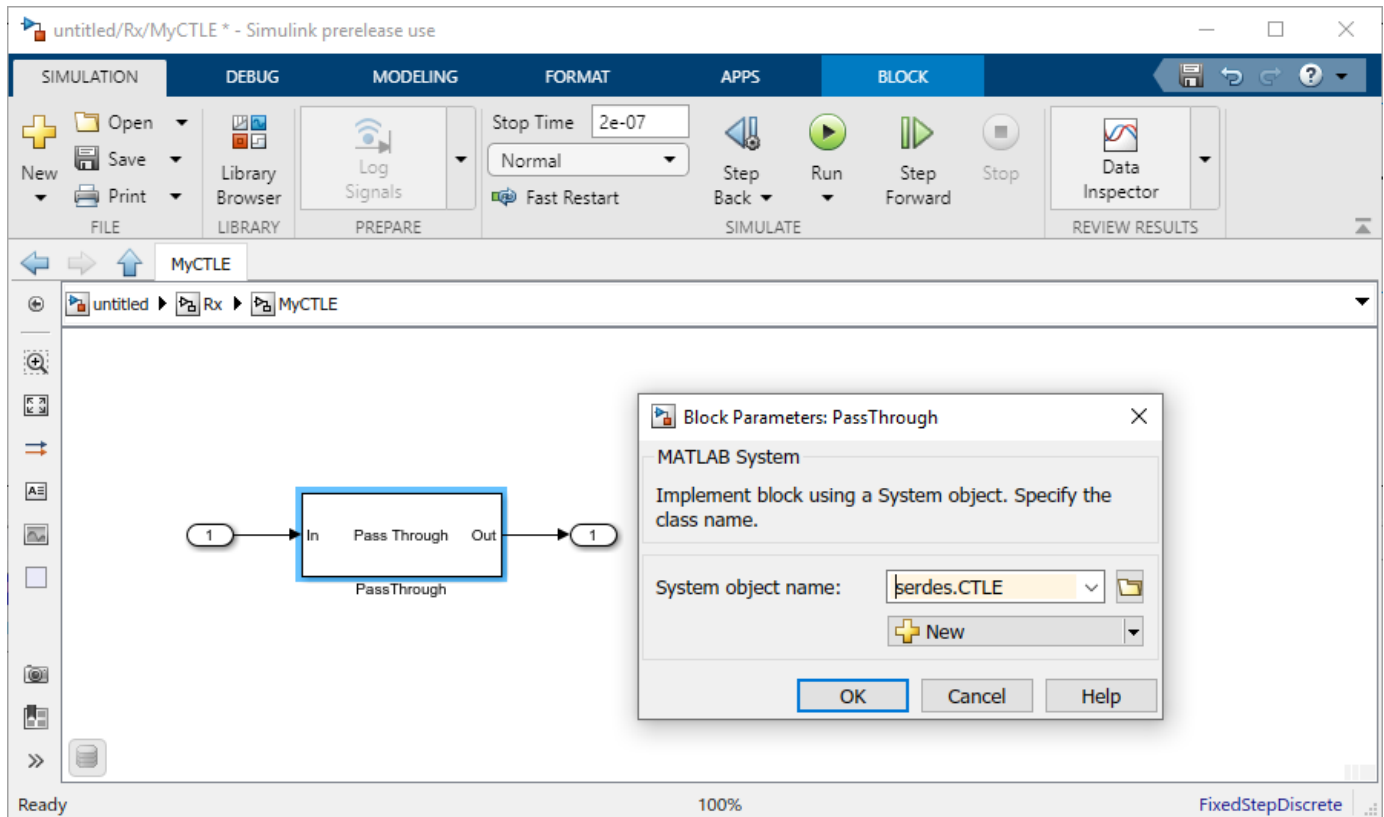 untitled/Rx/MyCTLE * - Simulink prerelease use
SIMULATION DEBUG MODELING FORMAT APPS BLOCK
New
Open
Save
Print
FILE
Library
Browser
LIBRARY
Log
Signals
PREPARE
Stop Time 2e-07
Normal
Fast Restart
Step
Back
Run
Step
Forward
Stop
SIMULATE
Data
Inspector
REVIEW RESULTS
MyCTLE
untitled Rx MyCTLE
1 In Pass Through Out 1
PassThrough
Block Parameters: PassThrough
MATLAB System
Implement block using a System object. Specify the
class name.
System object name: serdes.CTLE
New
OK Cancel Help
Ready 100% FixedStepDiscrete